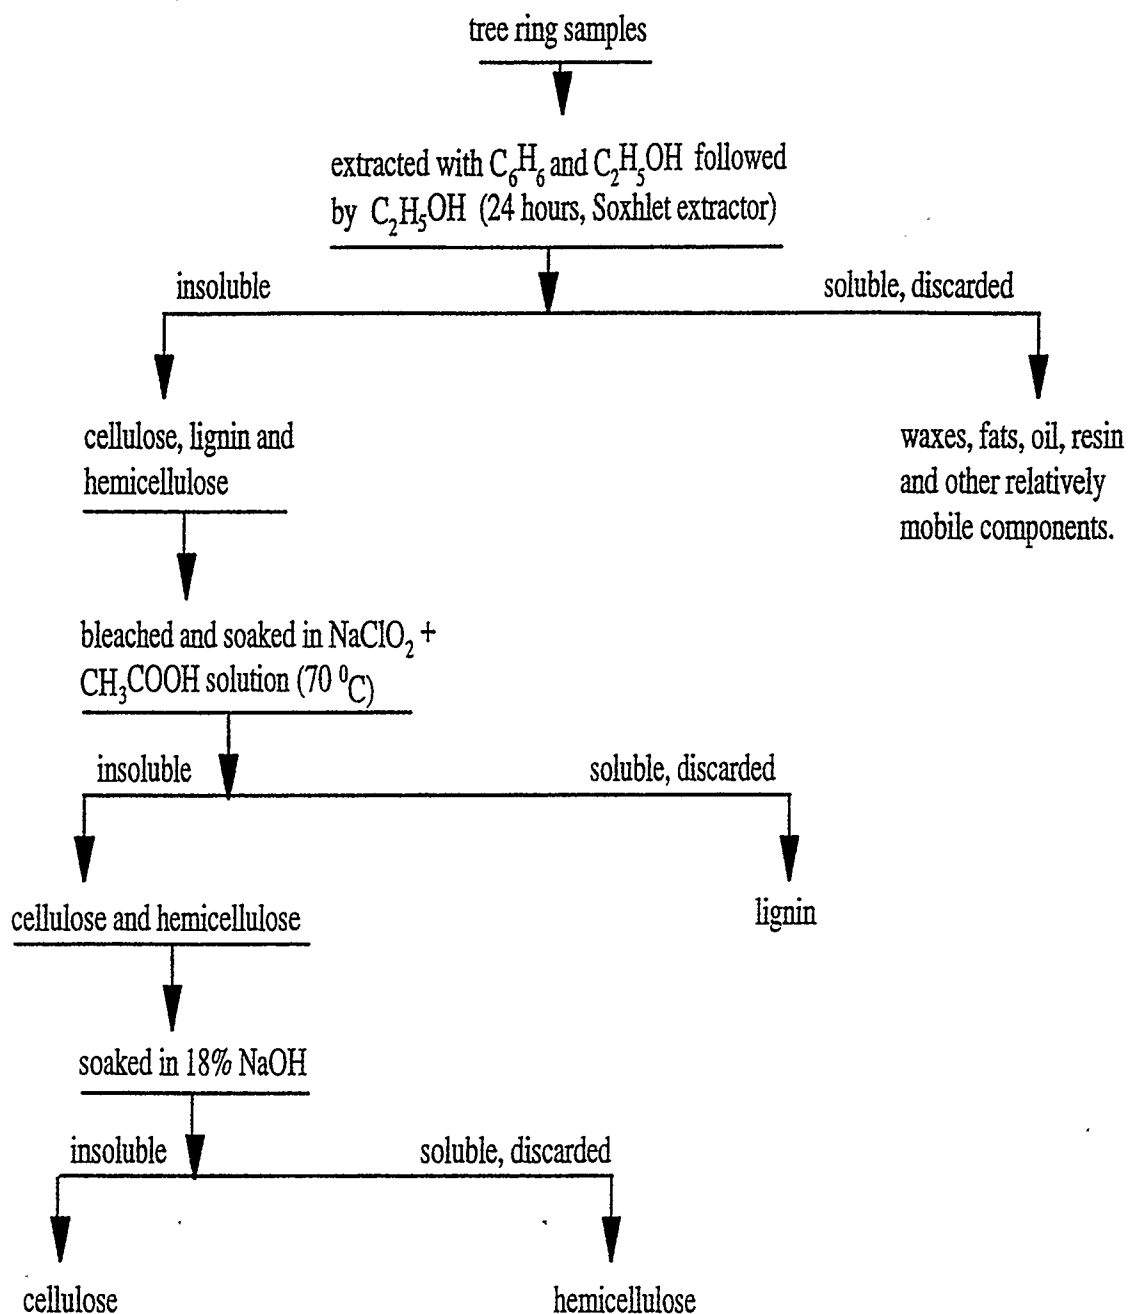 tree ring samples
extracted with C₆H₆ and C₂H₅OH followed
by C₂H₅OH (24 hours, Soxhlet extractor)
insoluble
soluble, discarded
cellulose, lignin and
hemicellulose
waxes, fats, oil, resin
and other relatively
mobile components.
bleached and soaked in NaClO₂ +
CH₃COOH solution (70 ⁰C)
insoluble
soluble, discarded
cellulose and hemicellulose
lignin
soaked in 18% NaOH
insoluble
soluble, discarded
cellulose
hemicellulose